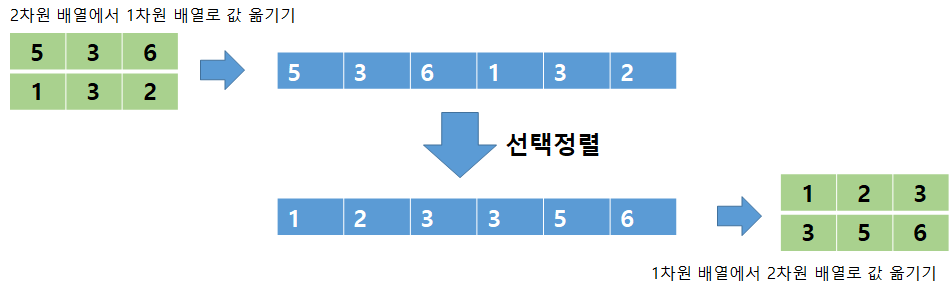 2차원 배열에서 1차원 배열로 값 옮기기
5 3 6
1 3 2
5 3 6 1 3 2
선택정렬
1 2 3 3 5 6
1 2 3
3 5 6
1차원 배열에서 2차원 배열로 값 옮기기